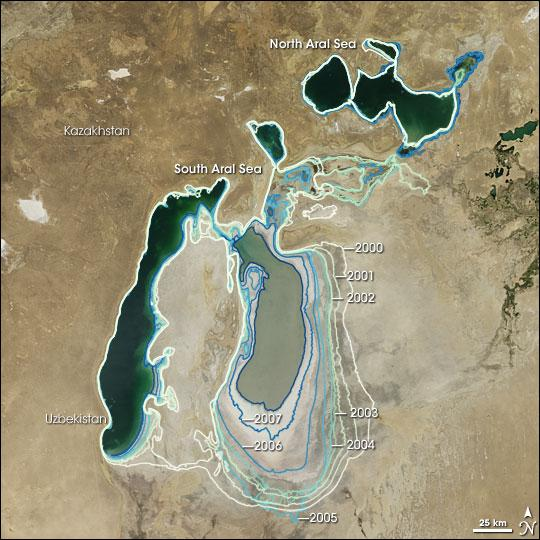 North Aral Sea
Kazakhstan
South Aral Sea
2000
2001
2002
Uzbekistan
2003
2007
2006
2004
2005
25 km
N